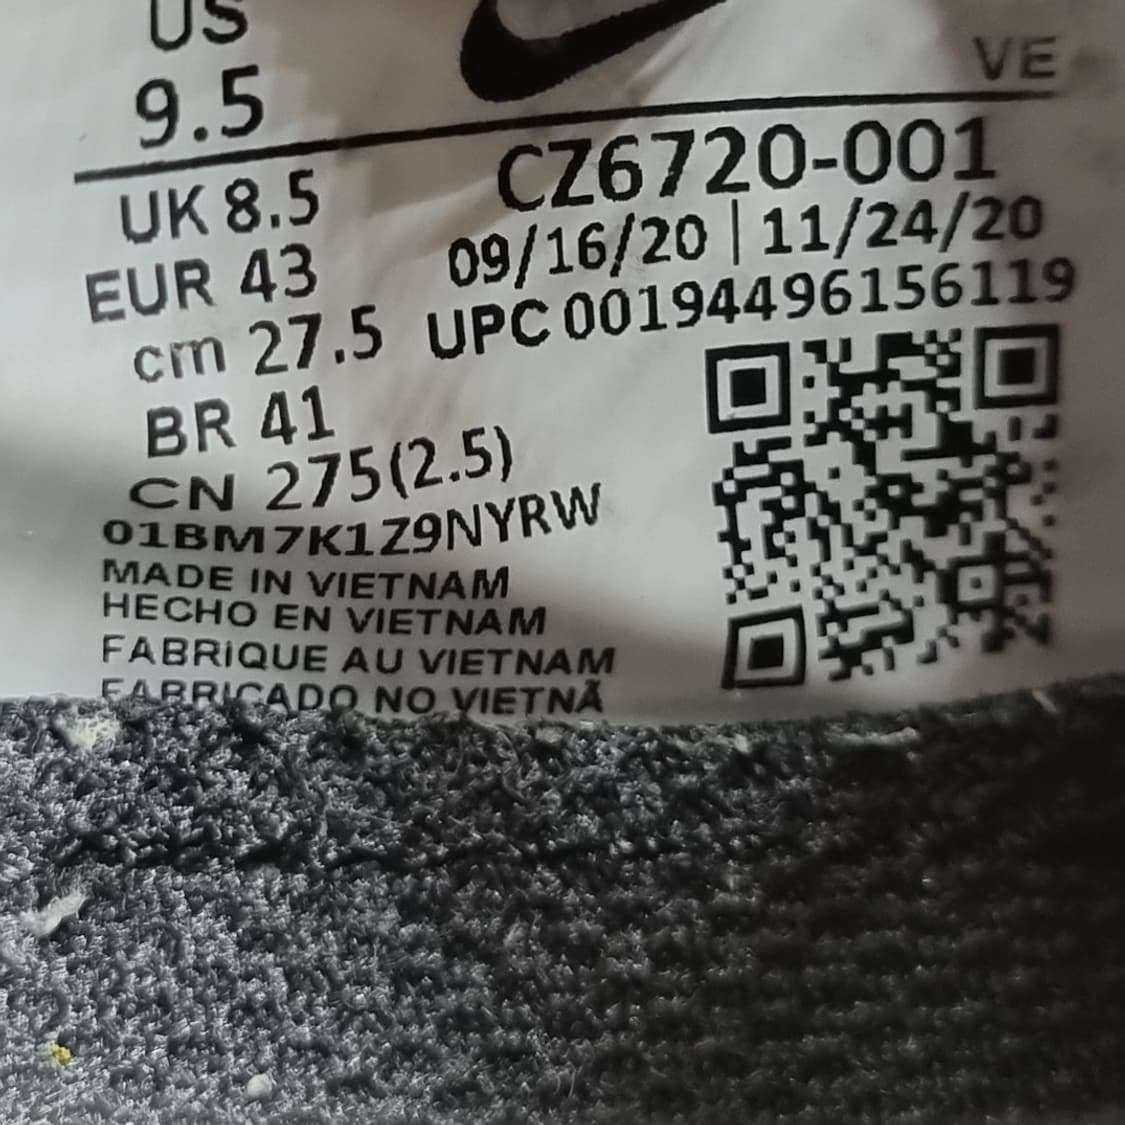 US
9.5
VE
UK 8.5
EUR 43
cm 27.5
BR 41
CN 275(2.5)
CZ6720-001
09/16/20 | 11/24/20
UPC 00194496156119
01BM7K1Z9NYRW
MADE IN VIETNAM
HECHO EN VIETNAM
FABRIQUE AU VIETNAM
FABRICADO NO VIETNÃ